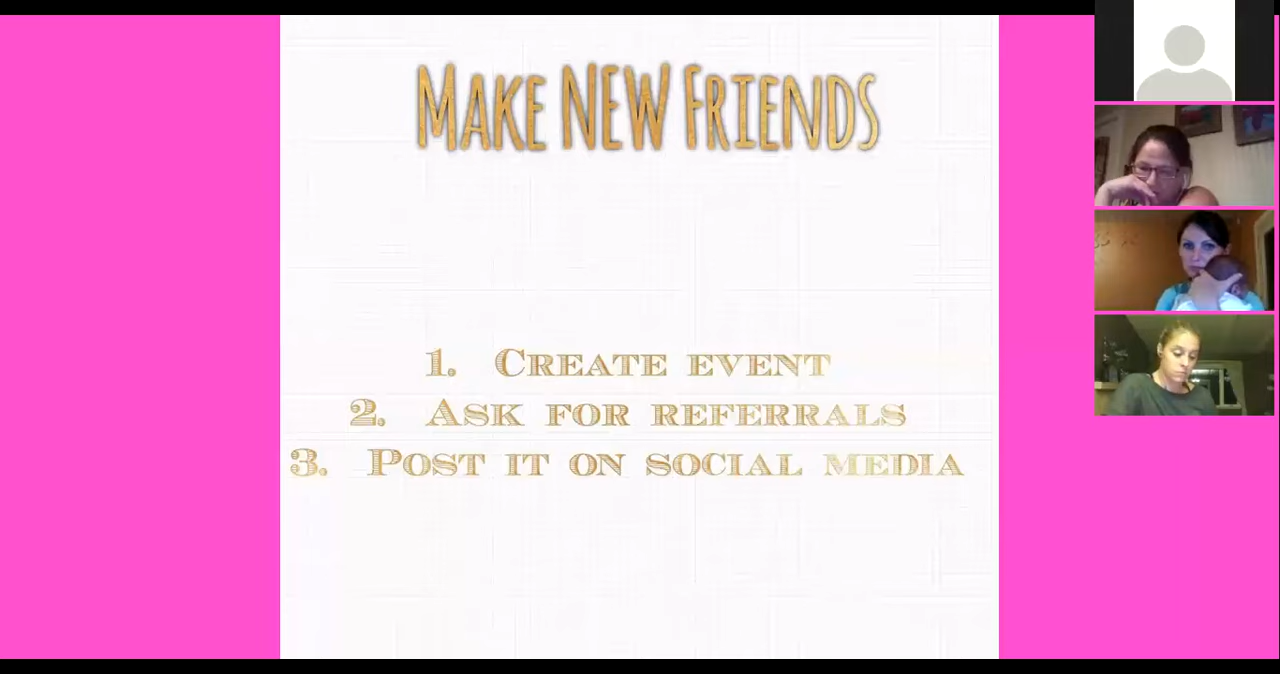 Make NEW Friends
1. Create event
2. Ask for referrals
3. Post it on social media